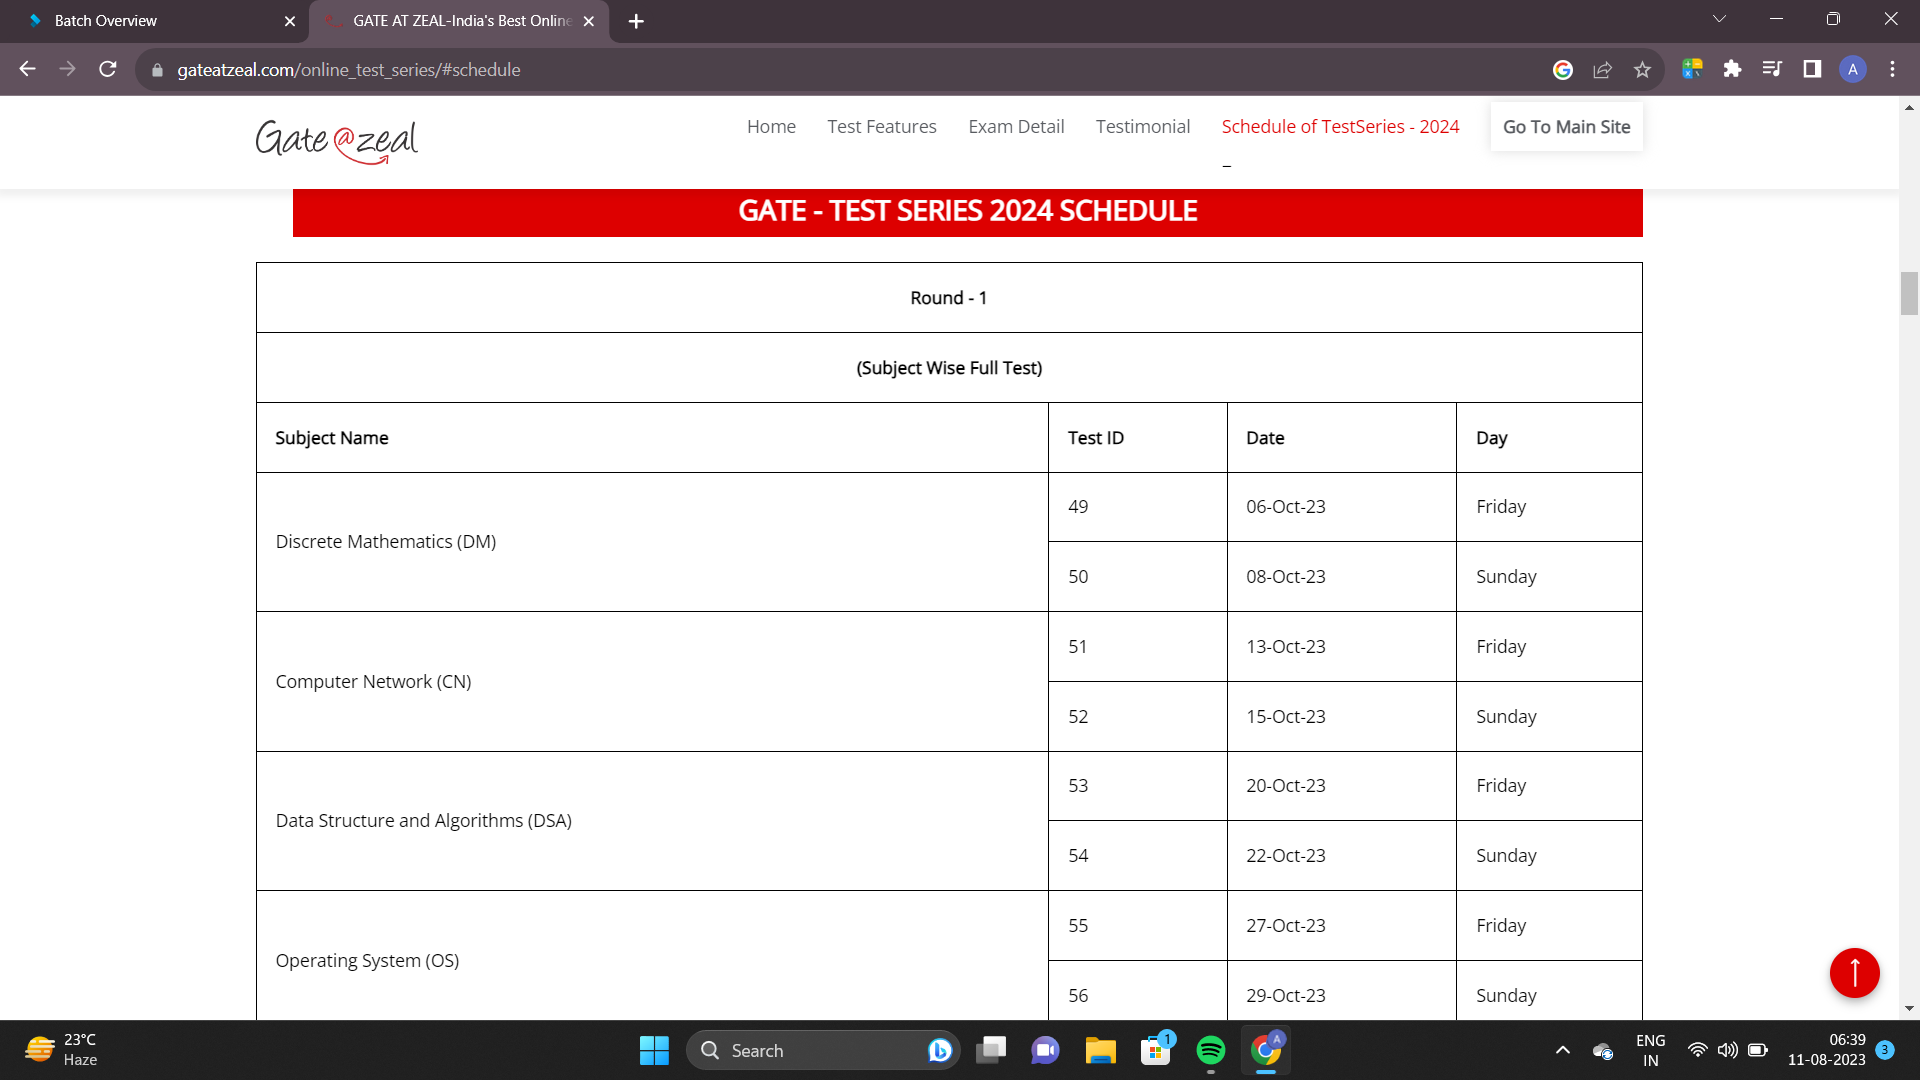 Batch Overview
GATE AT ZEAL-India's Best Online
gateatzeal.com/online_test_series/#schedule
A
Gate@zeal
Home Test Features Exam Detail Testimonial Schedule of TestSeries - 2024 Go To Main Site
GATE - TEST SERIES 2024 SCHEDULE
Round - 1
(Subject Wise Full Test)
Subject Name Test ID Date Day
Discrete Mathematics (DM)
49 06-Oct-23 Friday
50 08-Oct-23 Sunday
Computer Network (CN)
51 13-Oct-23 Friday
52 15-Oct-23 Sunday
Data Structure and Algorithms (DSA)
53 20-Oct-23 Friday
54 22-Oct-23 Sunday
Operating System (OS)
55 27-Oct-23 Friday
56 29-Oct-23 Sunday
23°C
Haze
Search
1
A
ENG
IN
06:39
11-08-2023
3